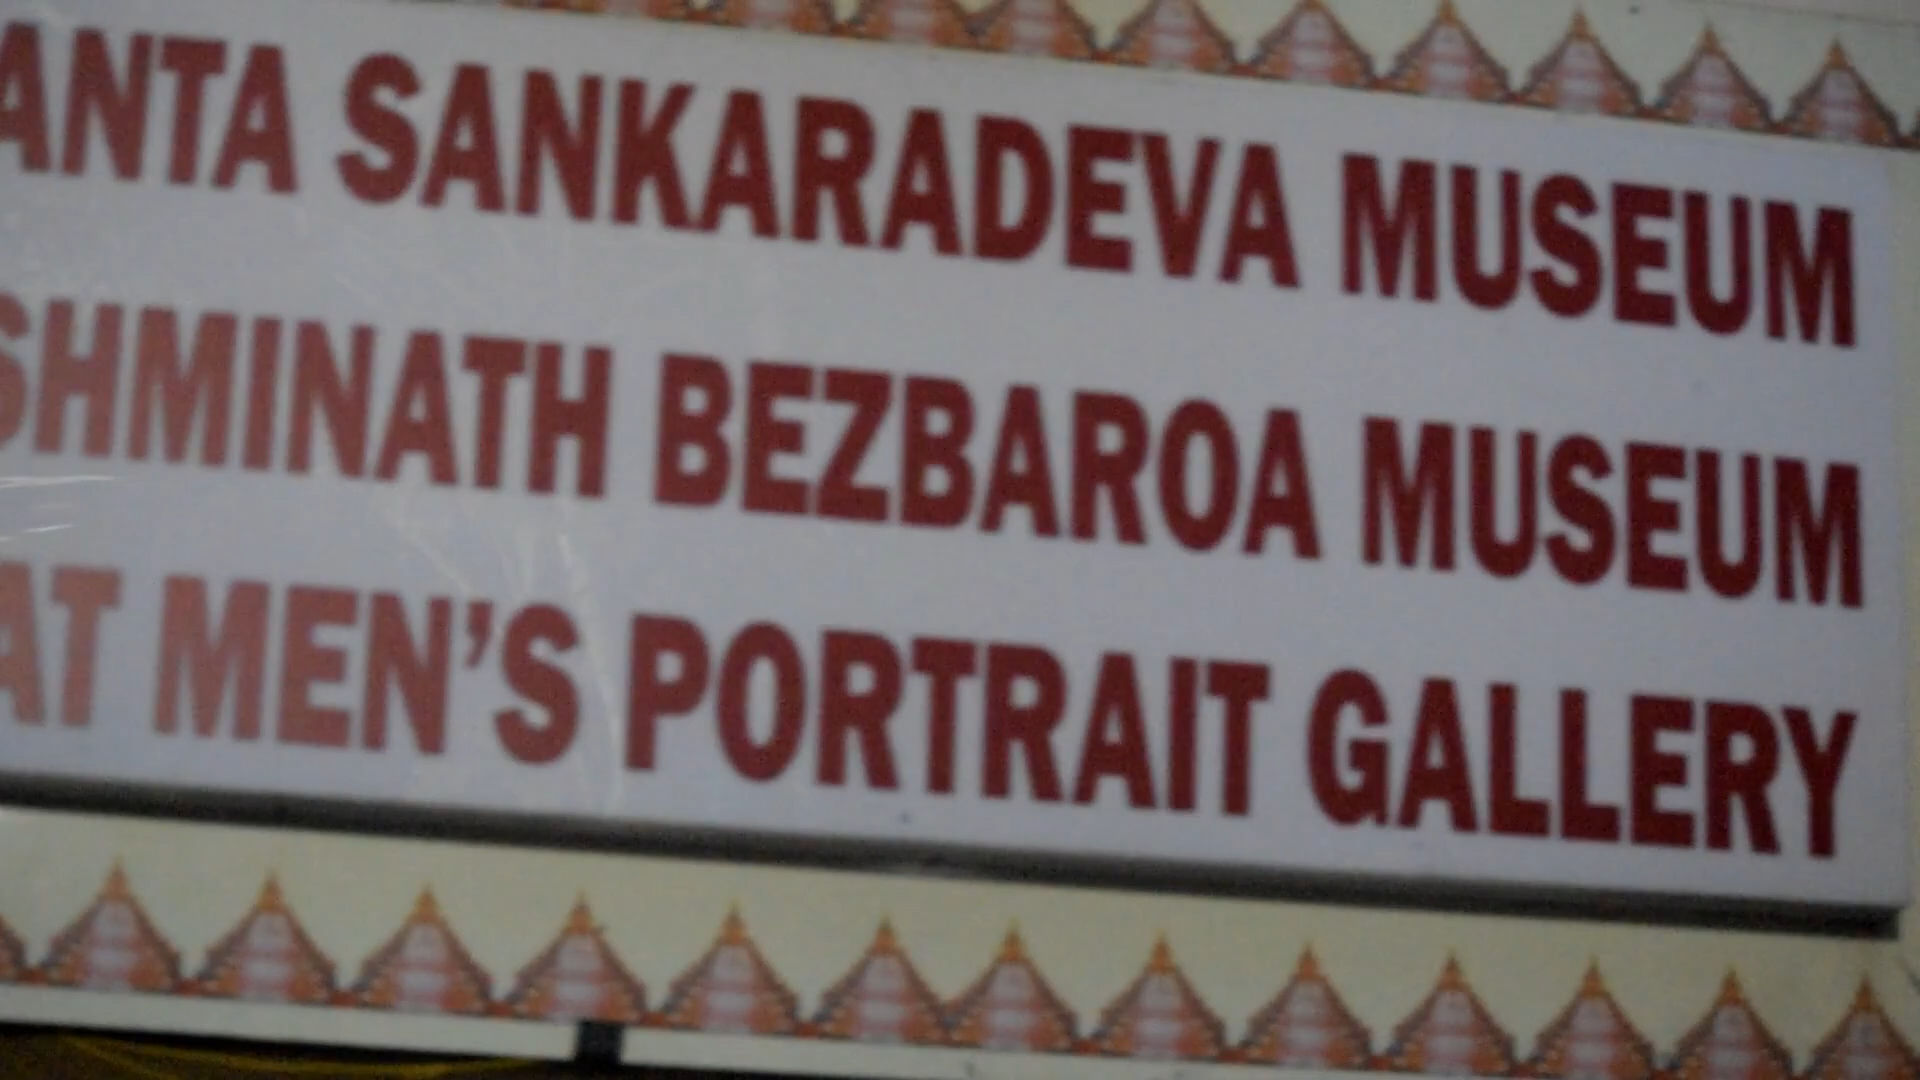 ANTA SANKARADEVA MUSEUM
SHMINATH BEZBAROA MUSEUM
AT MEN'S PORTRAIT GALLERY